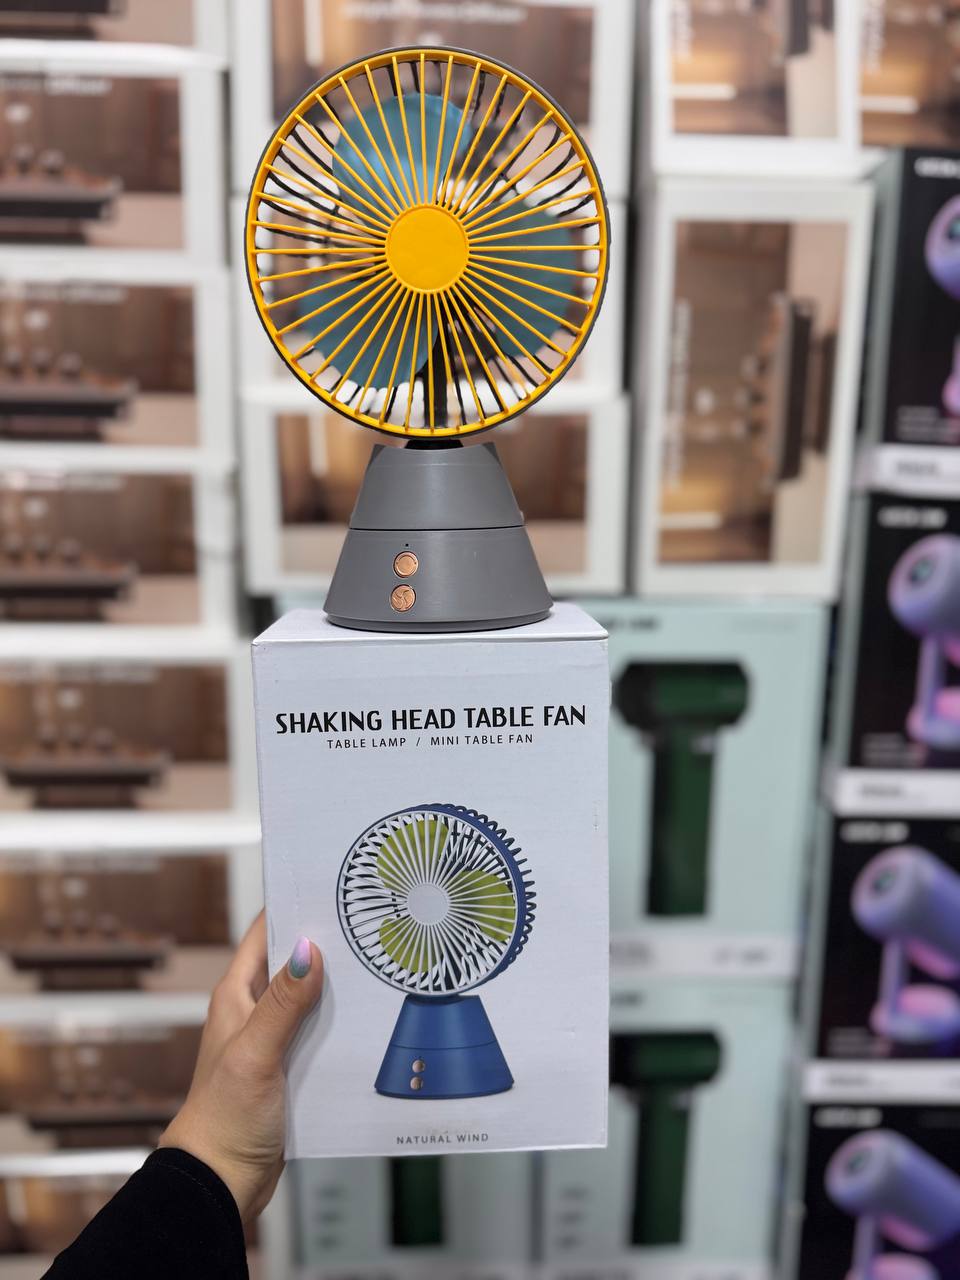 SHAKING HEAD TABLE FAN
TABLE LAMP / MINI TABLE FAN
NATURAL WIND